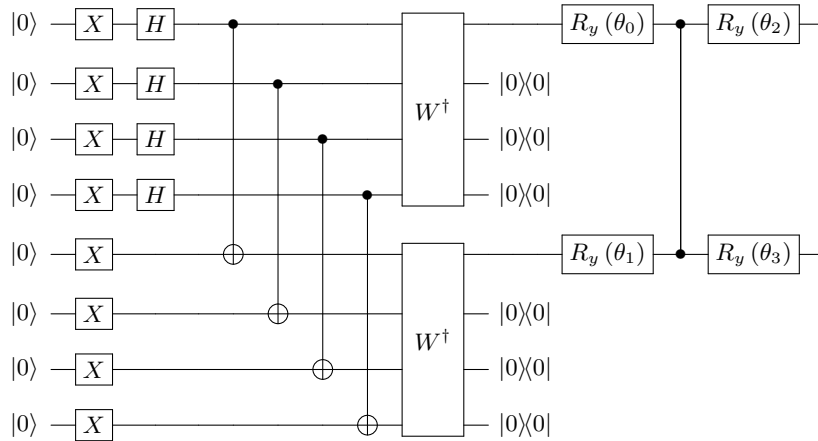 |0⟩ X H R_y (θ_0) R_y (θ_2)
|0⟩ X H |0⟩⟨0|
|0⟩ X H W^† |0⟩⟨0|
|0⟩ X H |0⟩⟨0|
|0⟩ X R_y (θ_1) R_y (θ_3)
|0⟩ X |0⟩⟨0|
|0⟩ X W^† |0⟩⟨0|
|0⟩ X |0⟩⟨0|